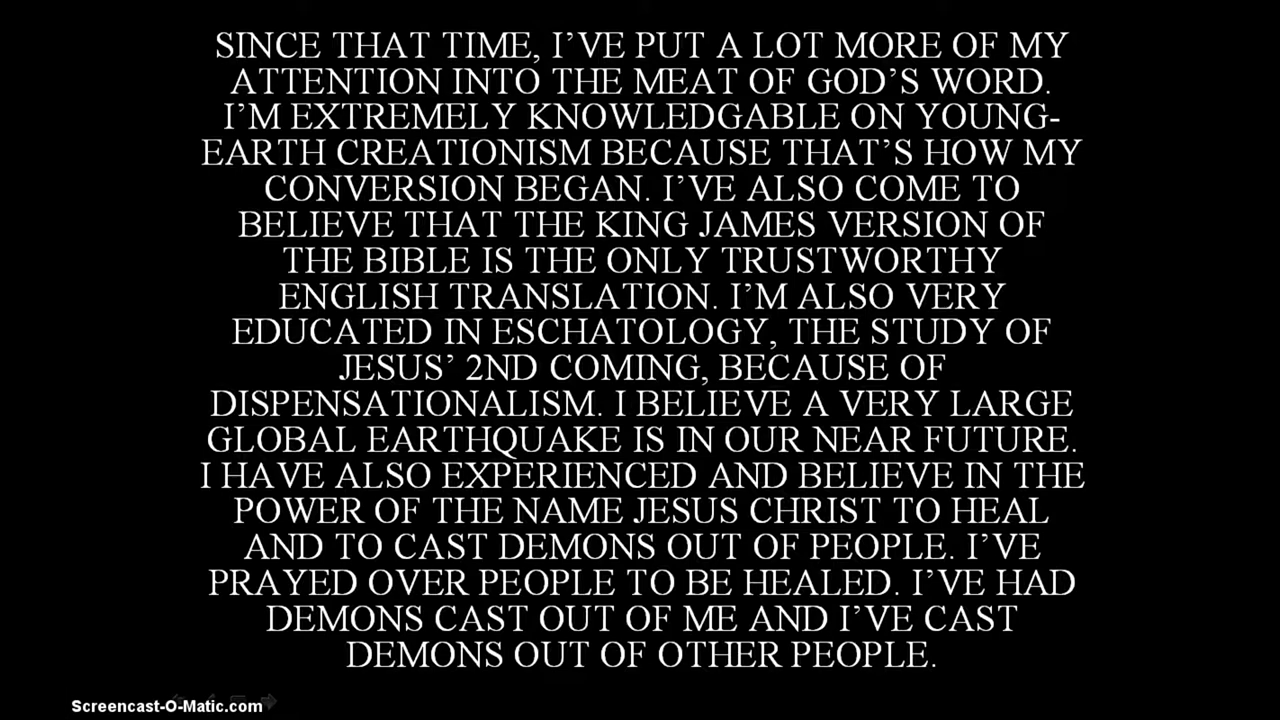 SINCE THAT TIME, I'VE PUT A LOT MORE OF MY
ATTENTION INTO THE MEAT OF GOD'S WORD.
I'M EXTREMELY KNOWLEDGABLE ON YOUNG-
EARTH CREATIONISM BECAUSE THAT'S HOW MY
CONVERSION BEGAN. I'VE ALSO COME TO
BELIEVE THAT THE KING JAMES VERSION OF
THE BIBLE IS THE ONLY TRUSTWORTHY
ENGLISH TRANSLATION. I'M ALSO VERY
EDUCATED IN ESCHATOLOGY, THE STUDY OF
JESUS' 2ND COMING, BECAUSE OF
DISPENSATIONALISM. I BELIEVE A VERY LARGE
GLOBAL EARTHQUAKE IS IN OUR NEAR FUTURE.
I HAVE ALSO EXPERIENCED AND BELIEVE IN THE
POWER OF THE NAME JESUS CHRIST TO HEAL
AND TO CAST DEMONS OUT OF PEOPLE. I'VE
PRAYED OVER PEOPLE TO BE HEALED. I'VE HAD
DEMONS CAST OUT OF ME AND I'VE CAST
DEMONS OUT OF OTHER PEOPLE.
Screencast-O-Matic.com